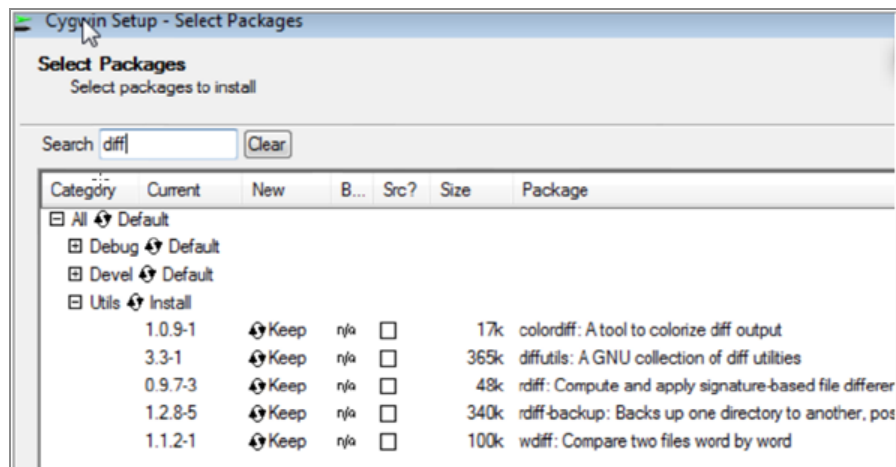 Cygwin Setup - Select Packages
Select Packages
Select packages to install
Search diff Clear
Category Current New B... Src? Size Package
All Default
Debug Default
Devel Default
Utils Install
1.0.9-1 Keep n/a 17k colordiff: A tool to colorize diff output
3.3-1 Keep n/a 365k diffutils: A GNU collection of diff utilities
0.9.7-3 Keep n/a 48k rdiff: Compute and apply signature-based file differen
1.2.8-5 Keep n/a 340k rdiff-backup: Backs up one directory to another, pos
1.1.2-1 Keep n/a 100k wdiff: Compare two files word by word